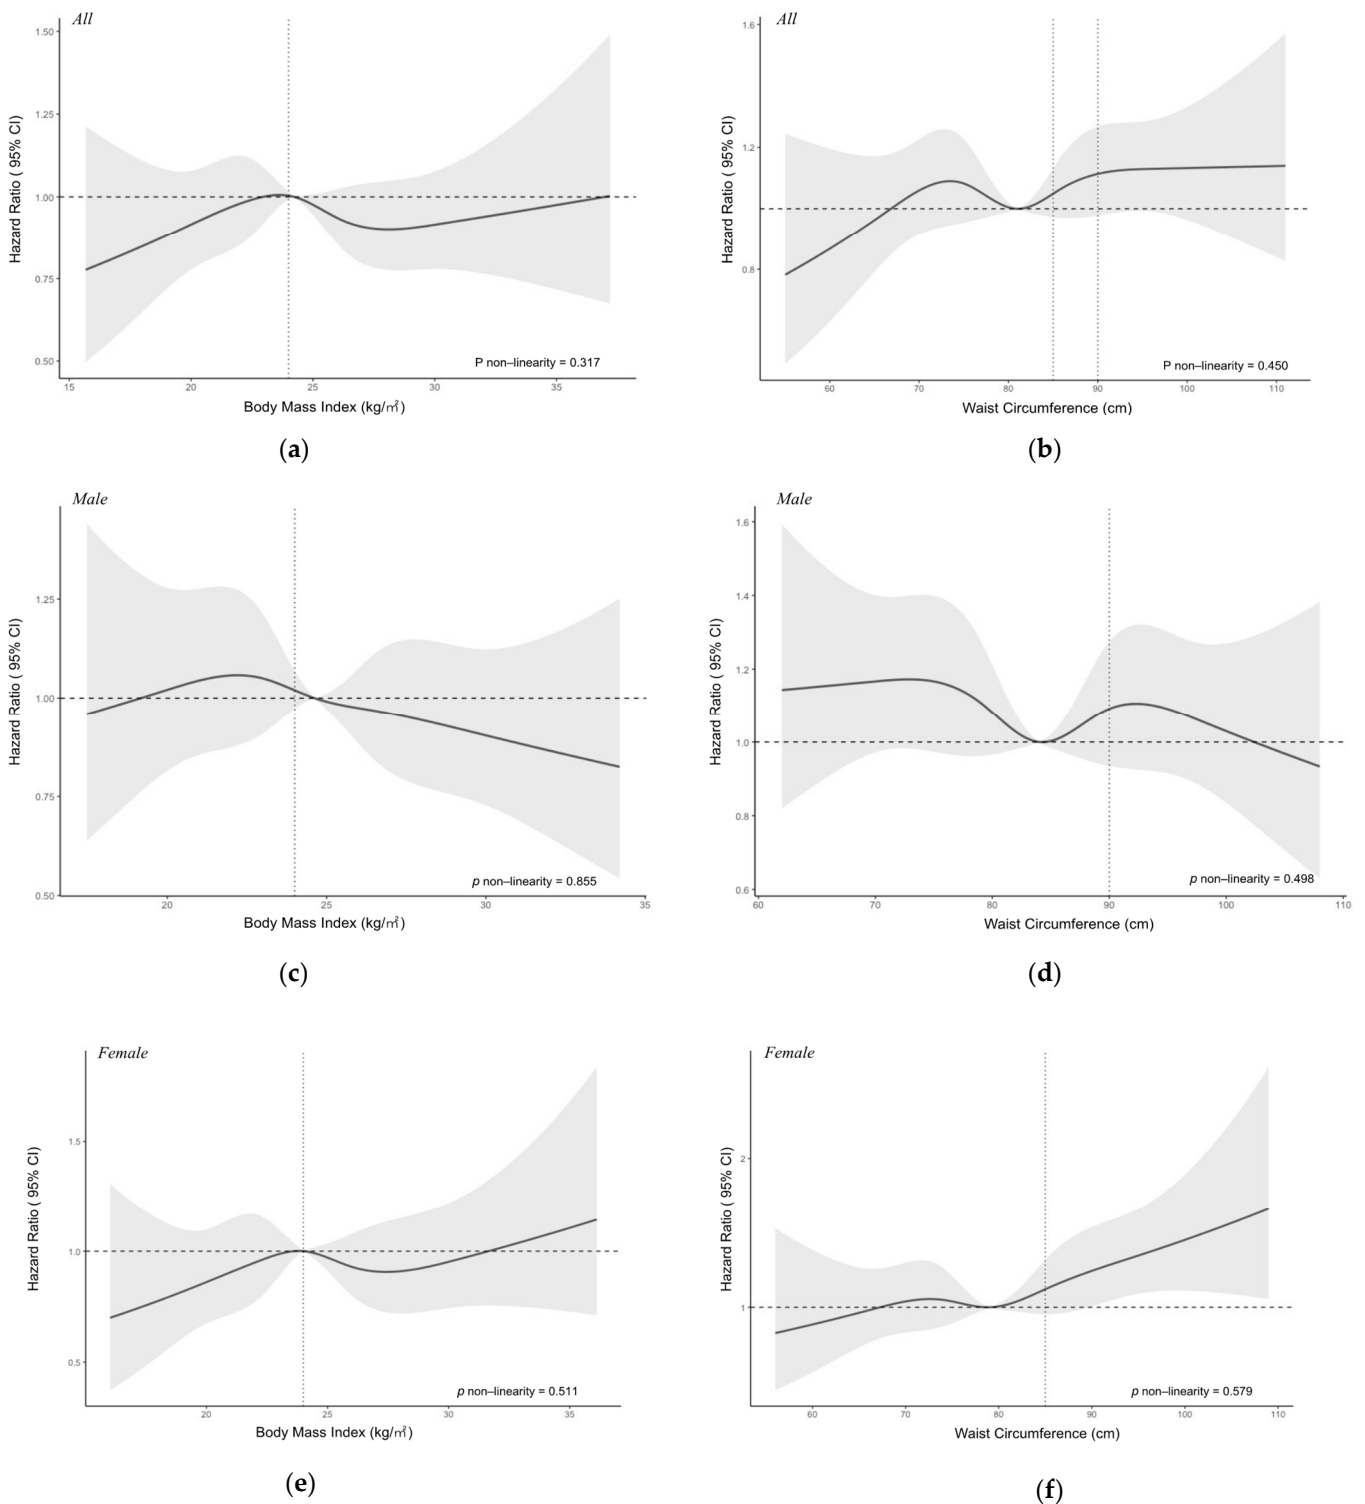 All
1.50
1.25
1.00
0.75
0.50
15 20 25 30 35
Hazard Ratio ( 95% CI)
Body Mass Index (kg/㎡)
P non–linearity = 0.317
(a)
All
1.6
1.2
0.8
60 70 80 90 100 110
Hazard Ratio ( 95% CI)
Waist Circumference (cm)
P non–linearity = 0.450
(b)
Male
1.25
1.00
0.75
0.50
20 25 30 35
Hazard Ratio ( 95% CI)
Body Mass Index (kg/㎡)
p non–linearity = 0.855
(c)
Male
1.6
1.4
1.2
1.0
0.8
0.6
60 70 80 90 100 110
Hazard Ratio ( 95% CI)
Waist Circumference (cm)
p non–linearity = 0.498
(d)
Female
1.5
1.0
0.5
20 25 30 35
Hazard Ratio ( 95% CI)
Body Mass Index (kg/㎡)
p non–linearity = 0.511
(e)
Female
2
1
60 70 80 90 100 110
Hazard Ratio ( 95% CI)
Waist Circumference (cm)
p non–linearity = 0.579
(f)